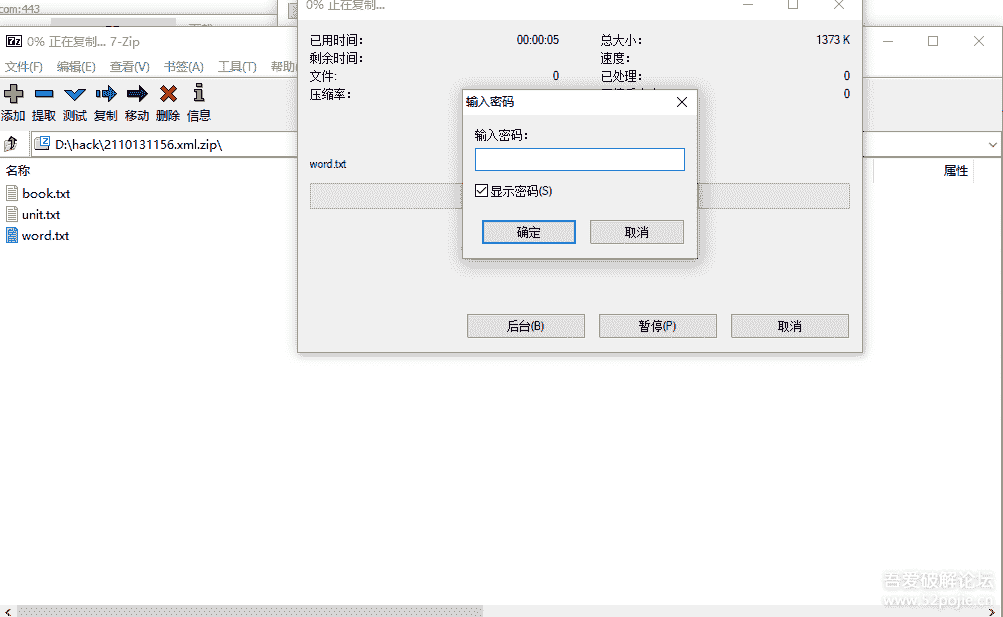 com:443
0% 正在复制...
0% 正在复制... 7-Zip
文件(F) 编辑(E) 查看(V) 书签(A) 工具(T) 帮助(
添加 提取 测试 复制 移动 删除 信息
D:\hack\2110131156.xml.zip\
名称
属性
book.txt
unit.txt
word.txt
已用时间: 00:00:05 总大小: 1373 K
剩余时间: 速度:
文件: 0 已处理: 0
压缩率: 0
word.txt
输入密码
输入密码:
显示密码(S)
确定 取消
后台(B) 暂停(P) 取消
吾爱破解论坛
www.52pojie.cn